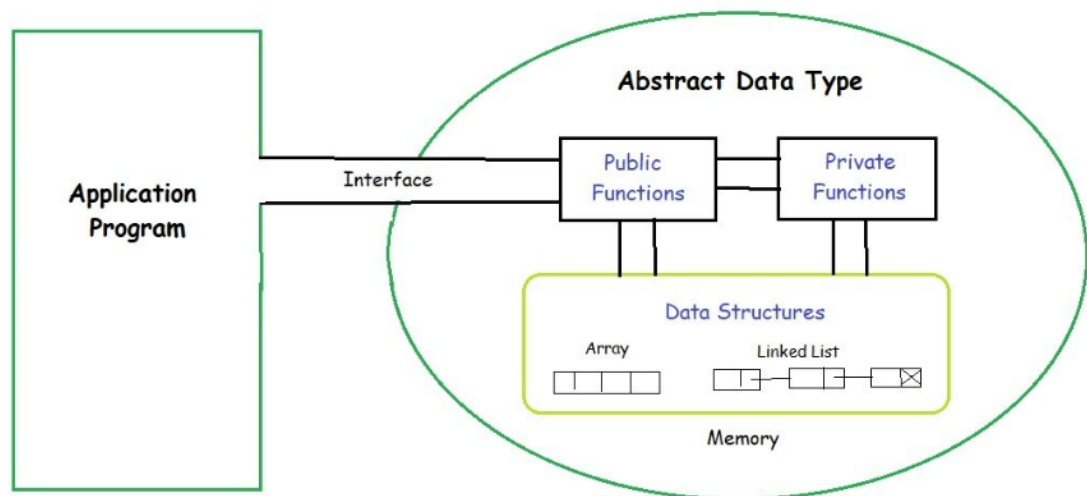 Abstract Data Type
Application
Program
Interface
Public
Functions
Private
Functions
Data Structures
Array
Linked List
Memory